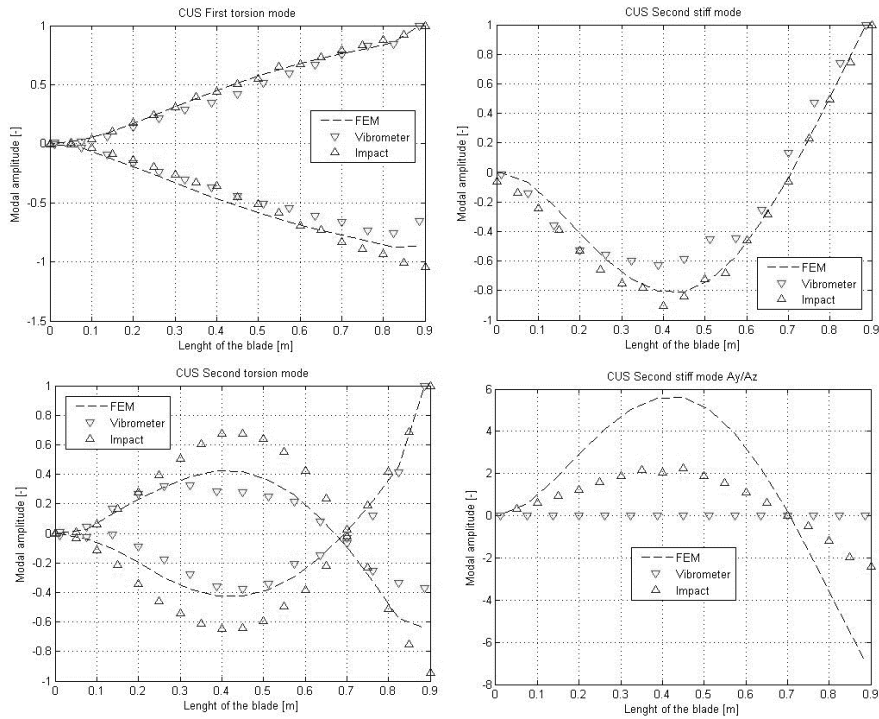 CUS First torsion mode
1
0.5
0
-0.5
-1
-1.5
Modal amplitude [-]
FEM
Vibrometer
Impact
0 0.1 0.2 0.3 0.4 0.5 0.6 0.7 0.8 0.9
Lenght of the blade [m]
CUS Second stiff mode
1
0.8
0.6
0.4
0.2
0
-0.2
-0.4
-0.6
-0.8
-1
Modal amplitude [-]
FEM
Vibrometer
Impact
0 0.1 0.2 0.3 0.4 0.5 0.6 0.7 0.8 0.9
Lenght of the blade [m]
CUS Second torsion mode
1
0.8
0.6
0.4
0.2
0
-0.2
-0.4
-0.6
-0.8
-1
Modal amplitude [-]
FEM
Vibrometer
Impact
0 0.1 0.2 0.3 0.4 0.5 0.6 0.7 0.8 0.9
Lenght of the blade [m]
CUS Second stiff mode Ay/Az
6
4
2
0
-2
-4
-6
-8
Modal amplitude [-]
FEM
Vibrometer
Impact
0 0.1 0.2 0.3 0.4 0.5 0.6 0.7 0.8 0.9
Lenght of the blade [m]